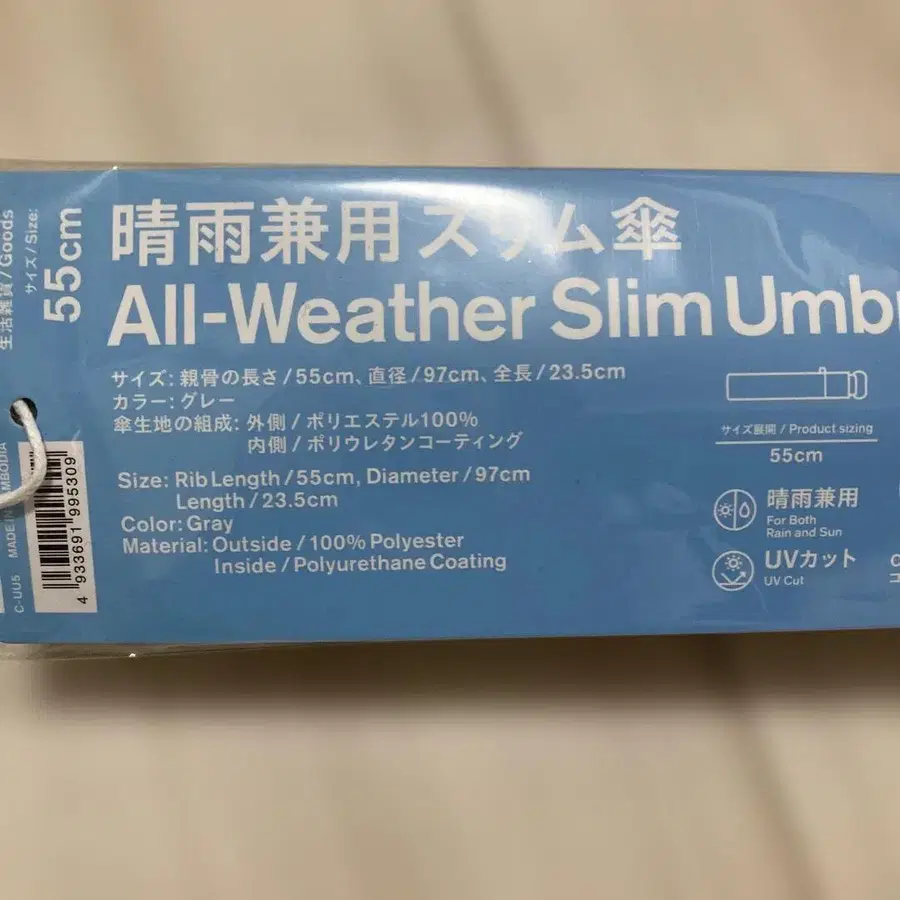 生活雑貨/Goods
サイズ/Size:
55cm
晴雨兼用 スリム傘
All-Weather Slim
サイズ: 親骨の長さ/55cm、直径/97cm、全長/23.5cm
カラー: グレー
傘生地の組成: 外側/ポリエステル100%
内側/ポリウレタンコーティング
Size: Rib Length/55cm, Diameter/97cm
Length/23.5cm
Color: Gray
Material: Outside/100% Polyester
Inside/Polyurethane Coating
サイズ展開/Product sizing
55cm
晴雨兼用
For Both
Rain and Sun
UVカット
UV Cut
C-UU5
MADE IN
4 933691 995309